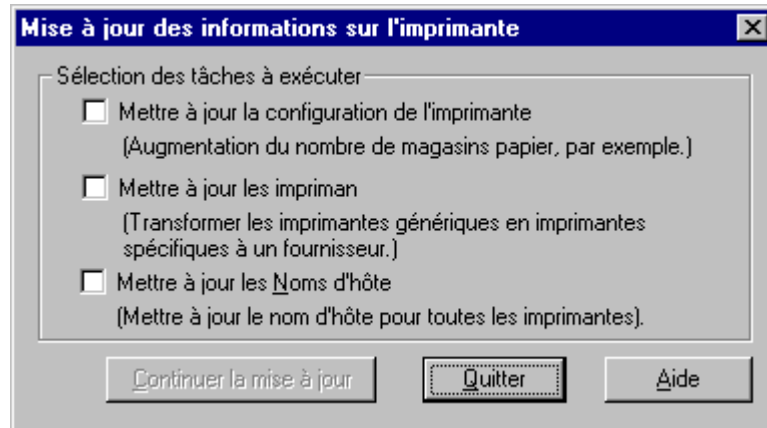 Mise à jour des informations sur l'imprimante
Sélection des tâches à exécuter
Mettre à jour la configuration de l'imprimante
(Augmentation du nombre de magasins papier, par exemple.)
Mettre à jour les impriman
(Transformer les imprimantes génériques en imprimantes
spécifiques à un fournisseur.)
Mettre à jour les Noms d'hôte
(Mettre à jour le nom d'hôte pour toutes les imprimantes).
Continuer la mise à jour Quitter Aide